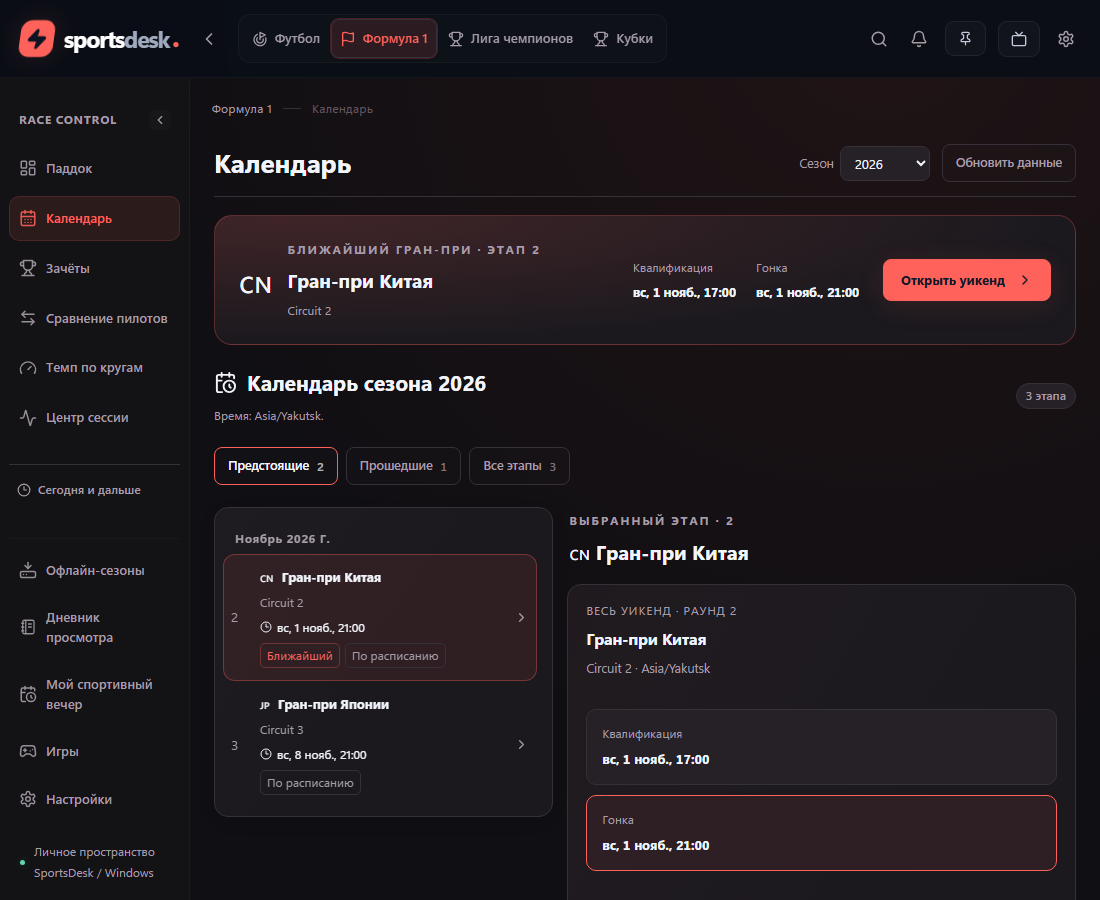 sportsdesk.
Футбол
Формула 1
Лига чемпионов
Кубки
RACE CONTROL
Паддок
Календарь
Зачёты
Сравнение пилотов
Темп по кругам
Центр сессии
Сегодня и дальше
Офлайн-сезоны
Дневник
просмотра
Мой спортивный
вечер
Игры
Настройки
Личное пространство
SportsDesk / Windows
Формула 1 — Календарь
Календарь
Сезон
2026
Обновить данные
БЛИЖАЙШИЙ ГРАН-ПРИ · ЭТАП 2
CN Гран-при Китая
Circuit 2
Квалификация
вс, 1 нояб., 17:00
Гонка
вс, 1 нояб., 21:00
Открыть уикенд
Календарь сезона 2026
Время: Asia/Yakutsk.
3 этапа
Предстоящие 2
Прошедшие 1
Все этапы 3
Ноябрь 2026 Г.
2
CN Гран-при Китая
Circuit 2
вс, 1 нояб., 21:00
Ближайший
По расписанию
3
JP Гран-при Японии
Circuit 3
вс, 8 нояб., 21:00
По расписанию
ВЫБРАННЫЙ ЭТАП · 2
CN Гран-при Китая
ВЕСЬ УИКЕНД · РАУНД 2
Гран-при Китая
Circuit 2 · Asia/Yakutsk
Квалификация
вс, 1 нояб., 17:00
Гонка
вс, 1 нояб., 21:00